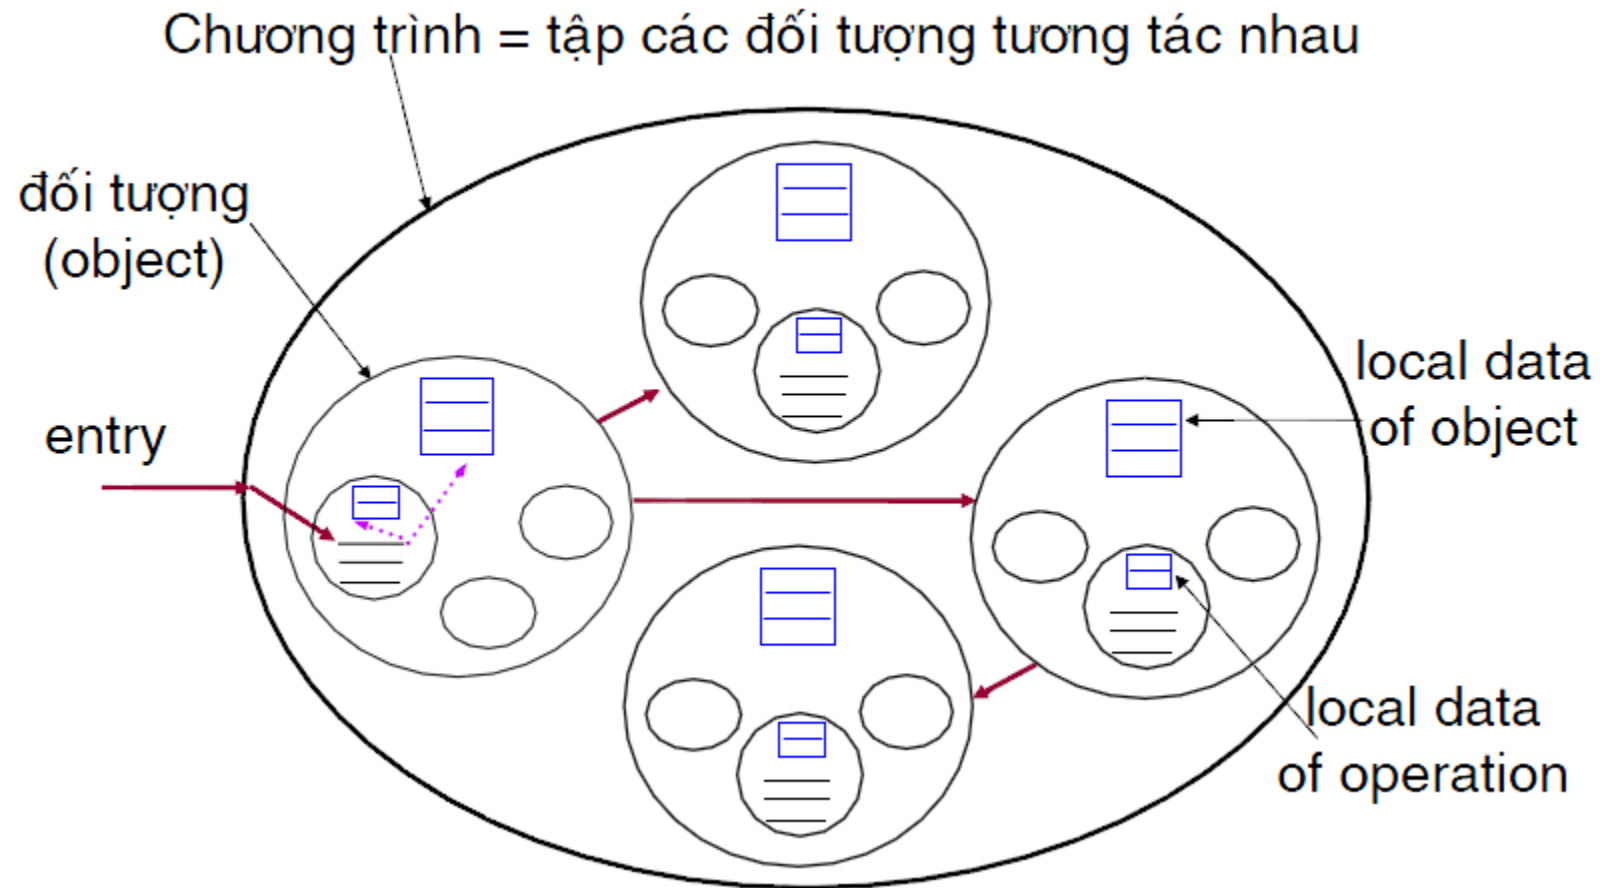 Chương trình = tập các đối tượng tương tác nhau
đối tượng
(object)
entry
local data
of object
local data
of operation